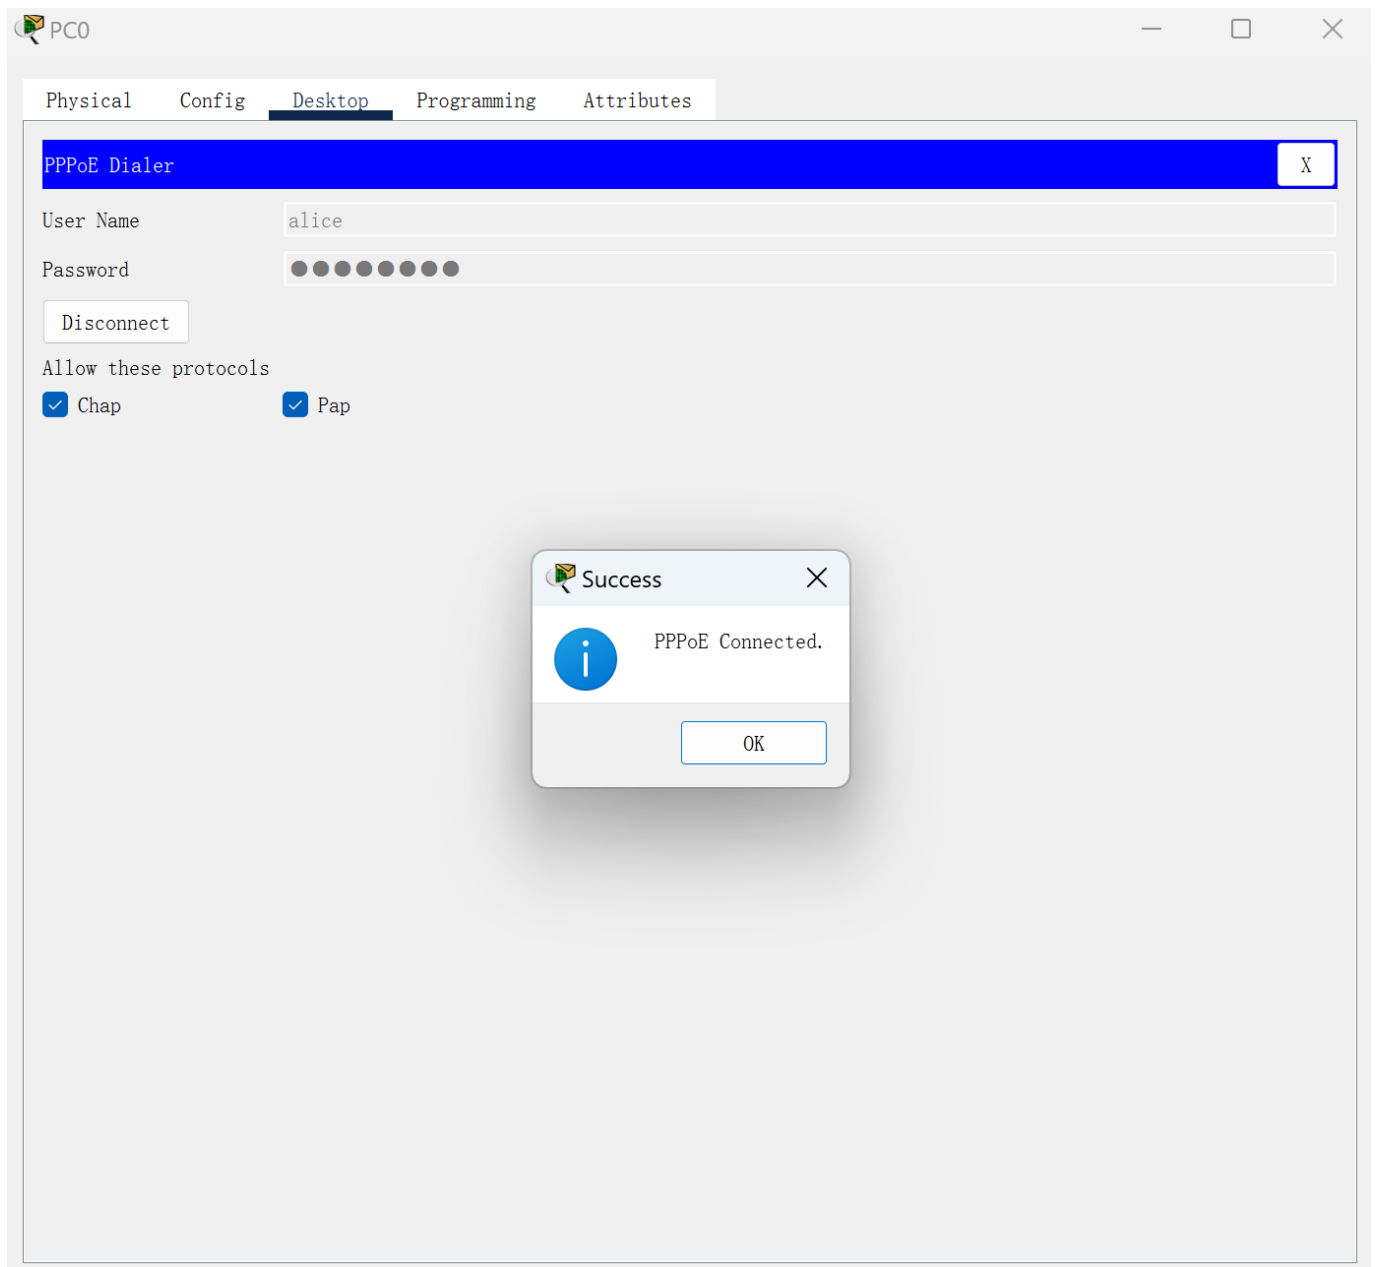 PC0
Physical Config Desktop Programming Attributes
PPPoE Dialer X
User Name alice
Password ●●●●●●●●
Disconnect
Allow these protocols
Chap Pap
Success
PPPoE Connected.
OK